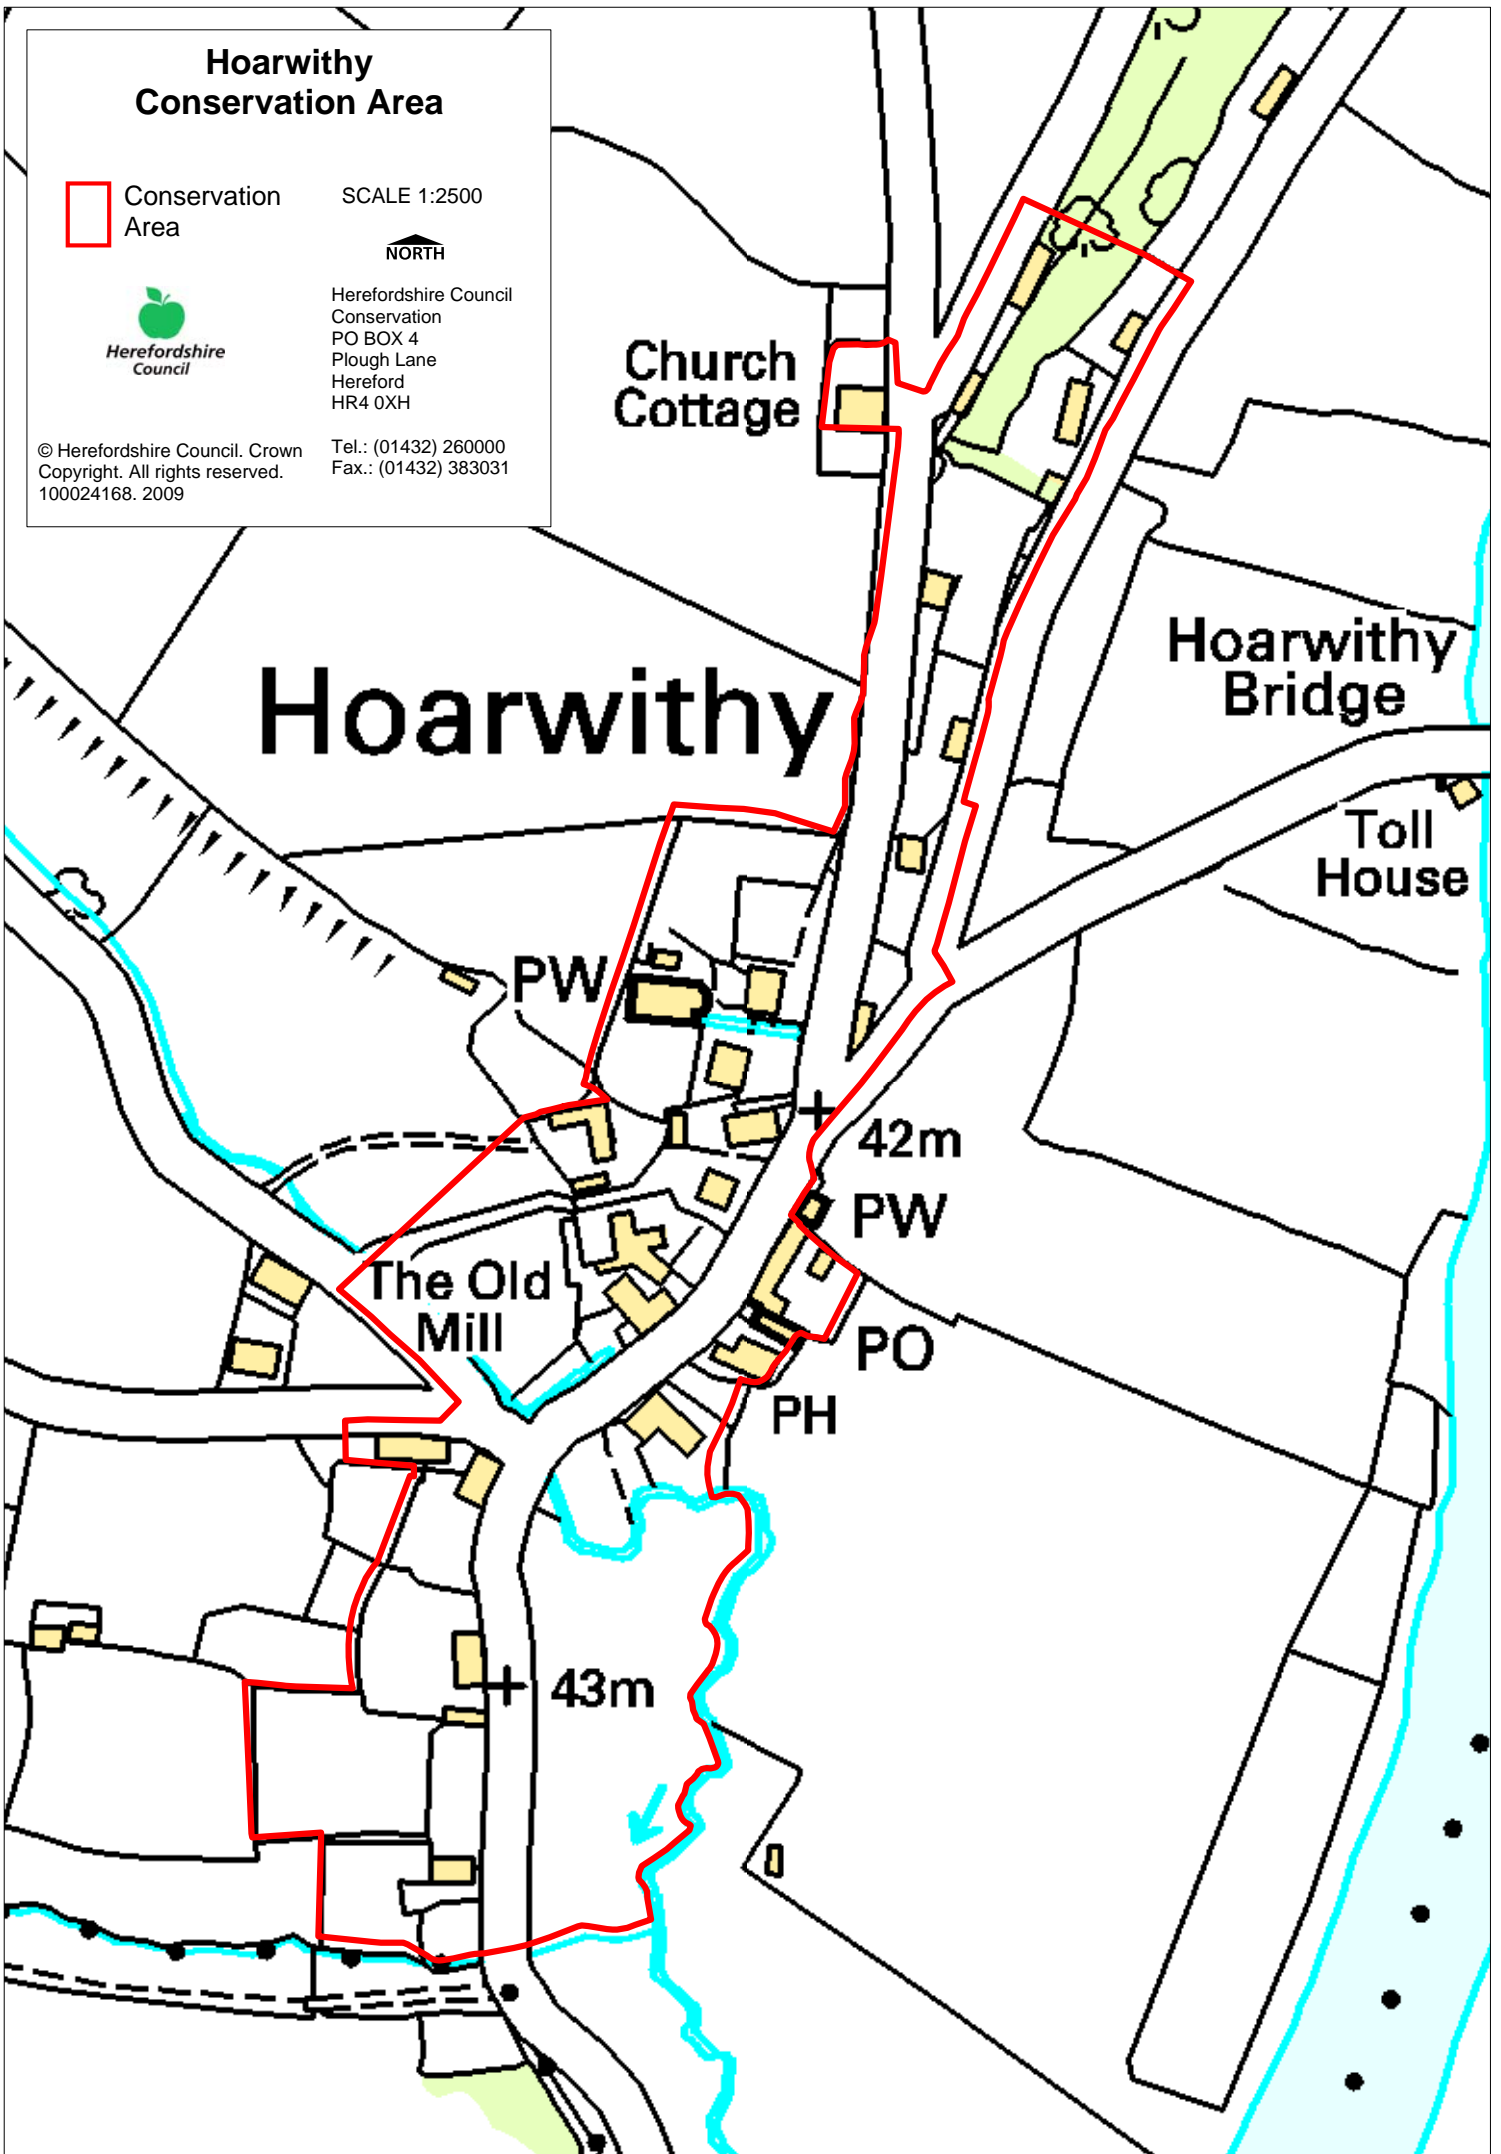 Hoarwithy
Conservation Area
Conservation
Area
SCALE 1:2500
NORTH
Herefordshire
Council
Herefordshire Council
Conservation
PO BOX 4
Plough Lane
Hereford
HR4 0XH
Tel.: (01432) 260000
Fax.: (01432) 383031
© Herefordshire Council. Crown
Copyright. All rights reserved.
100024168. 2009
Church
Cottage
Hoarwithy
Hoarwithy
Bridge
Toll
House
PW
42m
PW
The Old
Mill
PO
PH
43m